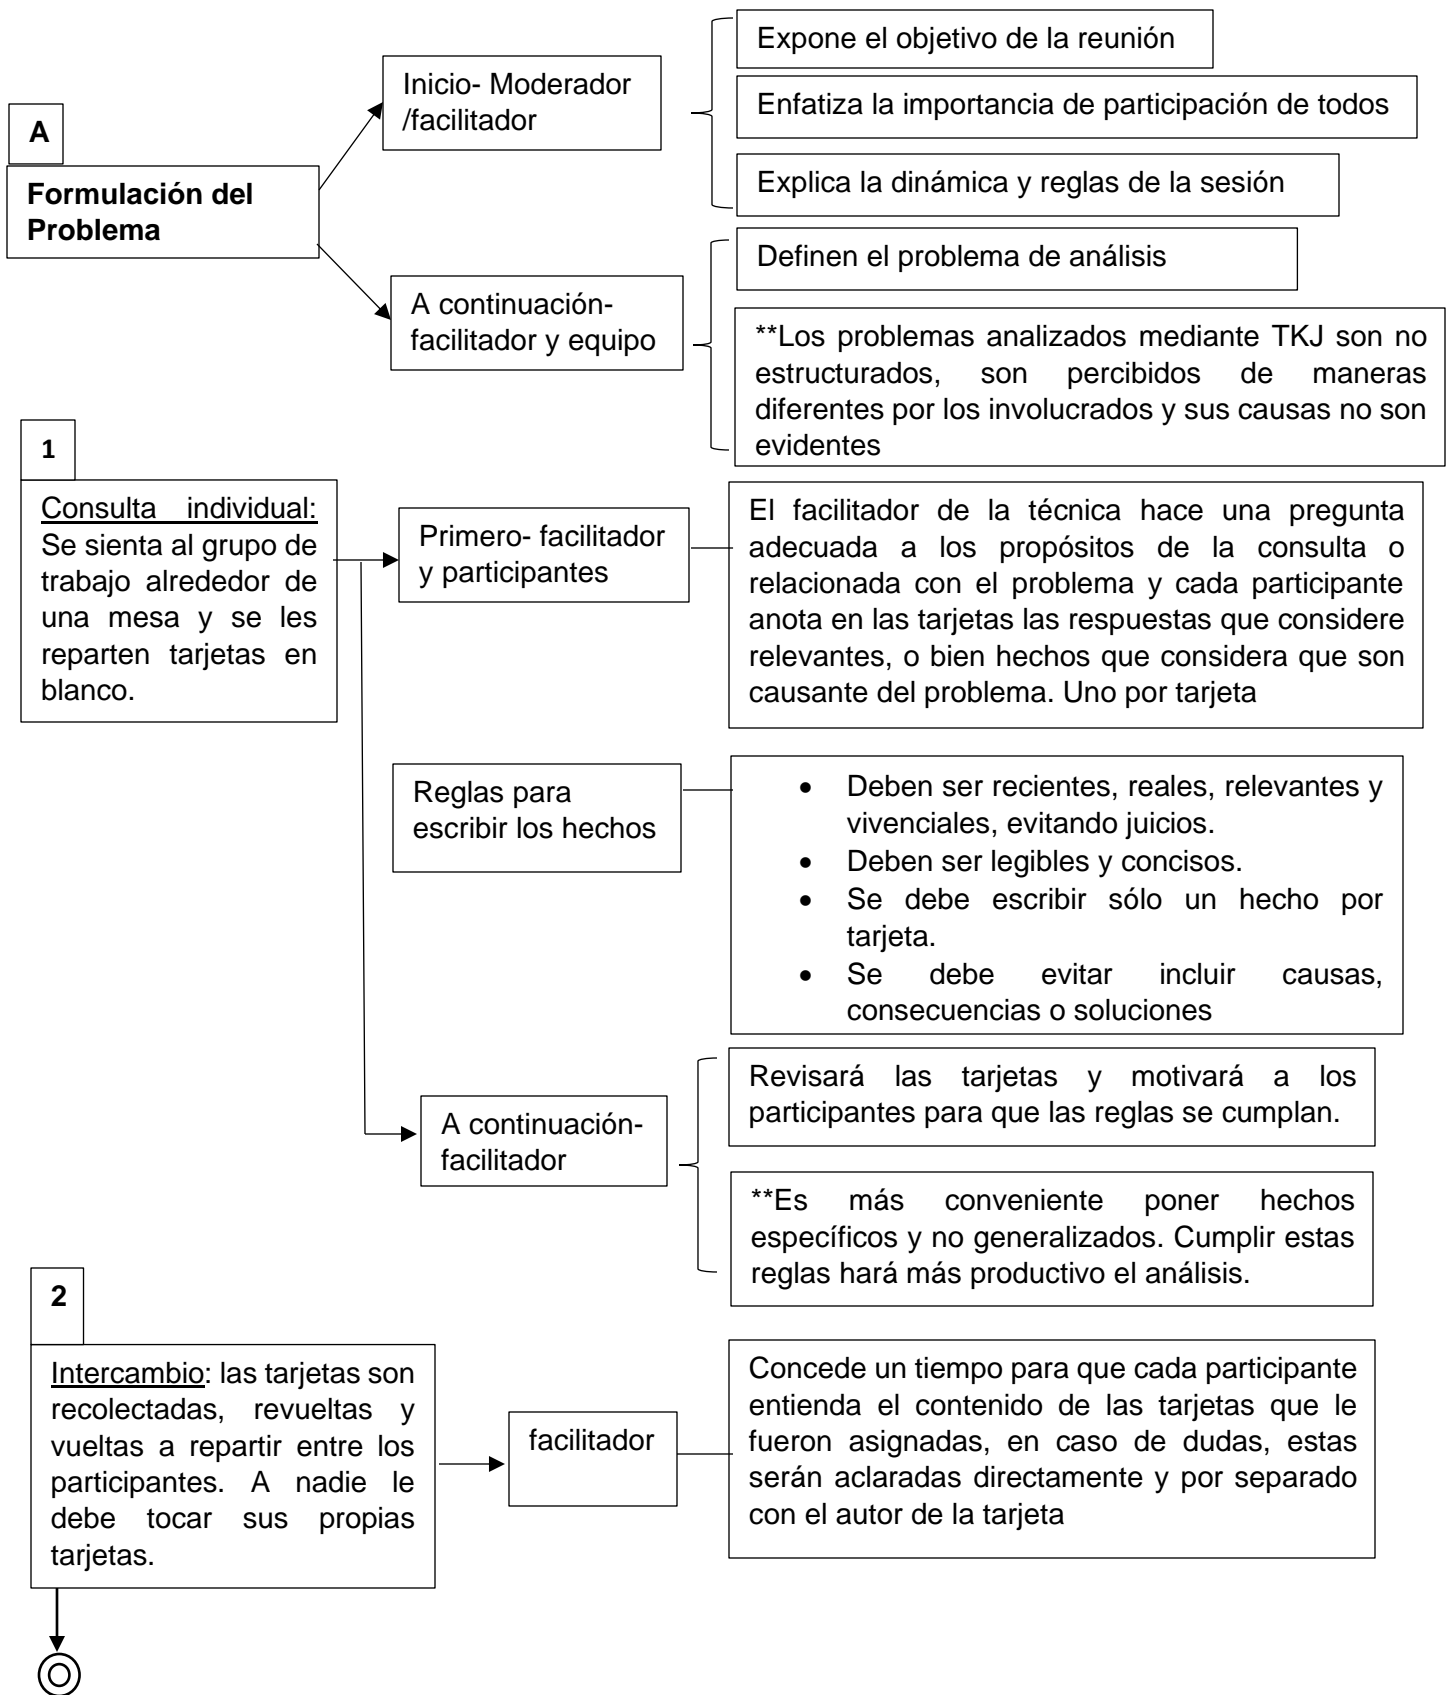 A
Formulación del
Problema
Inicio- Moderador
/facilitador
Expone el objetivo de la reunión
Enfatiza la importancia de participación de todos
Explica la dinámica y reglas de la sesión
A continuación-
facilitador y equipo
Definen el problema de análisis
**Los problemas analizados mediante TKJ son no
estructurados, son percibidos de maneras
diferentes por los involucrados y sus causas no son
evidentes
1
Consulta individual:
Se sienta al grupo de
trabajo alrededor de
una mesa y se les
reparten tarjetas en
blanco.
Primero- facilitador
y participantes
El facilitador de la técnica hace una pregunta
adecuada a los propósitos de la consulta o
relacionada con el problema y cada participante
anota en las tarjetas las respuestas que considere
relevantes, o bien hechos que considera que son
causante del problema. Uno por tarjeta
Reglas para
escribir los hechos
• Deben ser recientes, reales, relevantes y
vivenciales, evitando juicios.
• Deben ser legibles y concisos.
• Se debe escribir sólo un hecho por
tarjeta.
• Se debe evitar incluir causas,
consecuencias o soluciones
A continuación-
facilitador
Revisará las tarjetas y motivará a los
participantes para que las reglas se cumplan.
**Es más conveniente poner hechos
específicos y no generalizados. Cumplir estas
reglas hará más productivo el análisis.
2
Intercambio: las tarjetas son
recolectadas, revueltas y
vueltas a repartir entre los
participantes. A nadie le
debe tocar sus propias
tarjetas.
facilitador
Concede un tiempo para que cada participante
entienda el contenido de las tarjetas que le
fueron asignadas, en caso de dudas, estas
serán aclaradas directamente y por separado
con el autor de la tarjeta